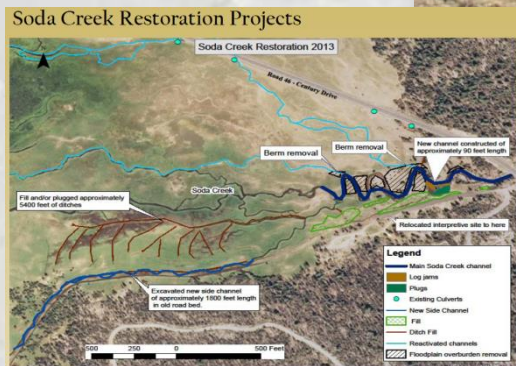 Soda Creek Restoration Projects
Soda Creek Restoration 2013
Road 46 - Century Drive
New channel constructed of
approximately 90 feet length
Berm removal
Berm removal
Soda Creek
Fill and/or plugged approximately
5400 feet of ditches
Relocated interpretive site to here
Excavated new side channel
of approximately 1800 feet length
in old road bed.
Legend
Main Soda Creek channel
Log jams
Plugs
Existing Culverts
New Side Channel
Fill
Ditch Fill
Reactivated channels
Floodplain overburden removal
500 250 0 500 Feet